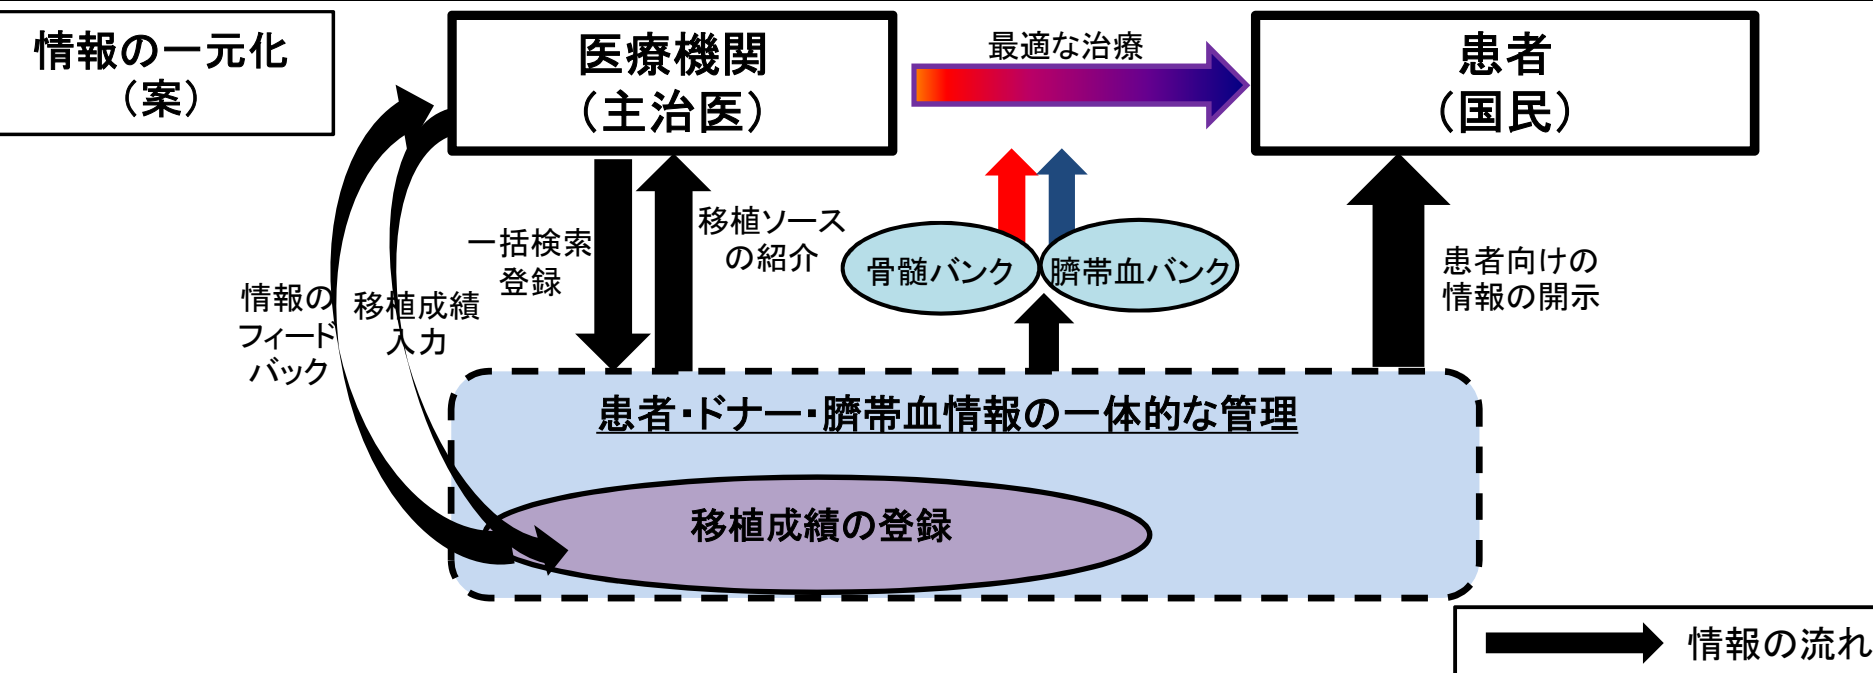 情報の一元化
（案）
医療機関
（主治医）
最適な治療
患者
（国民）
一括検索
登録
移植ソース
の紹介
骨髄バンク
臍帯血バンク
患者向けの
情報の開示
情報の
フィード
バック
移植成績
入力
患者・ドナー・臍帯血情報の一体的な管理
移植成績の登録
情報の流れ